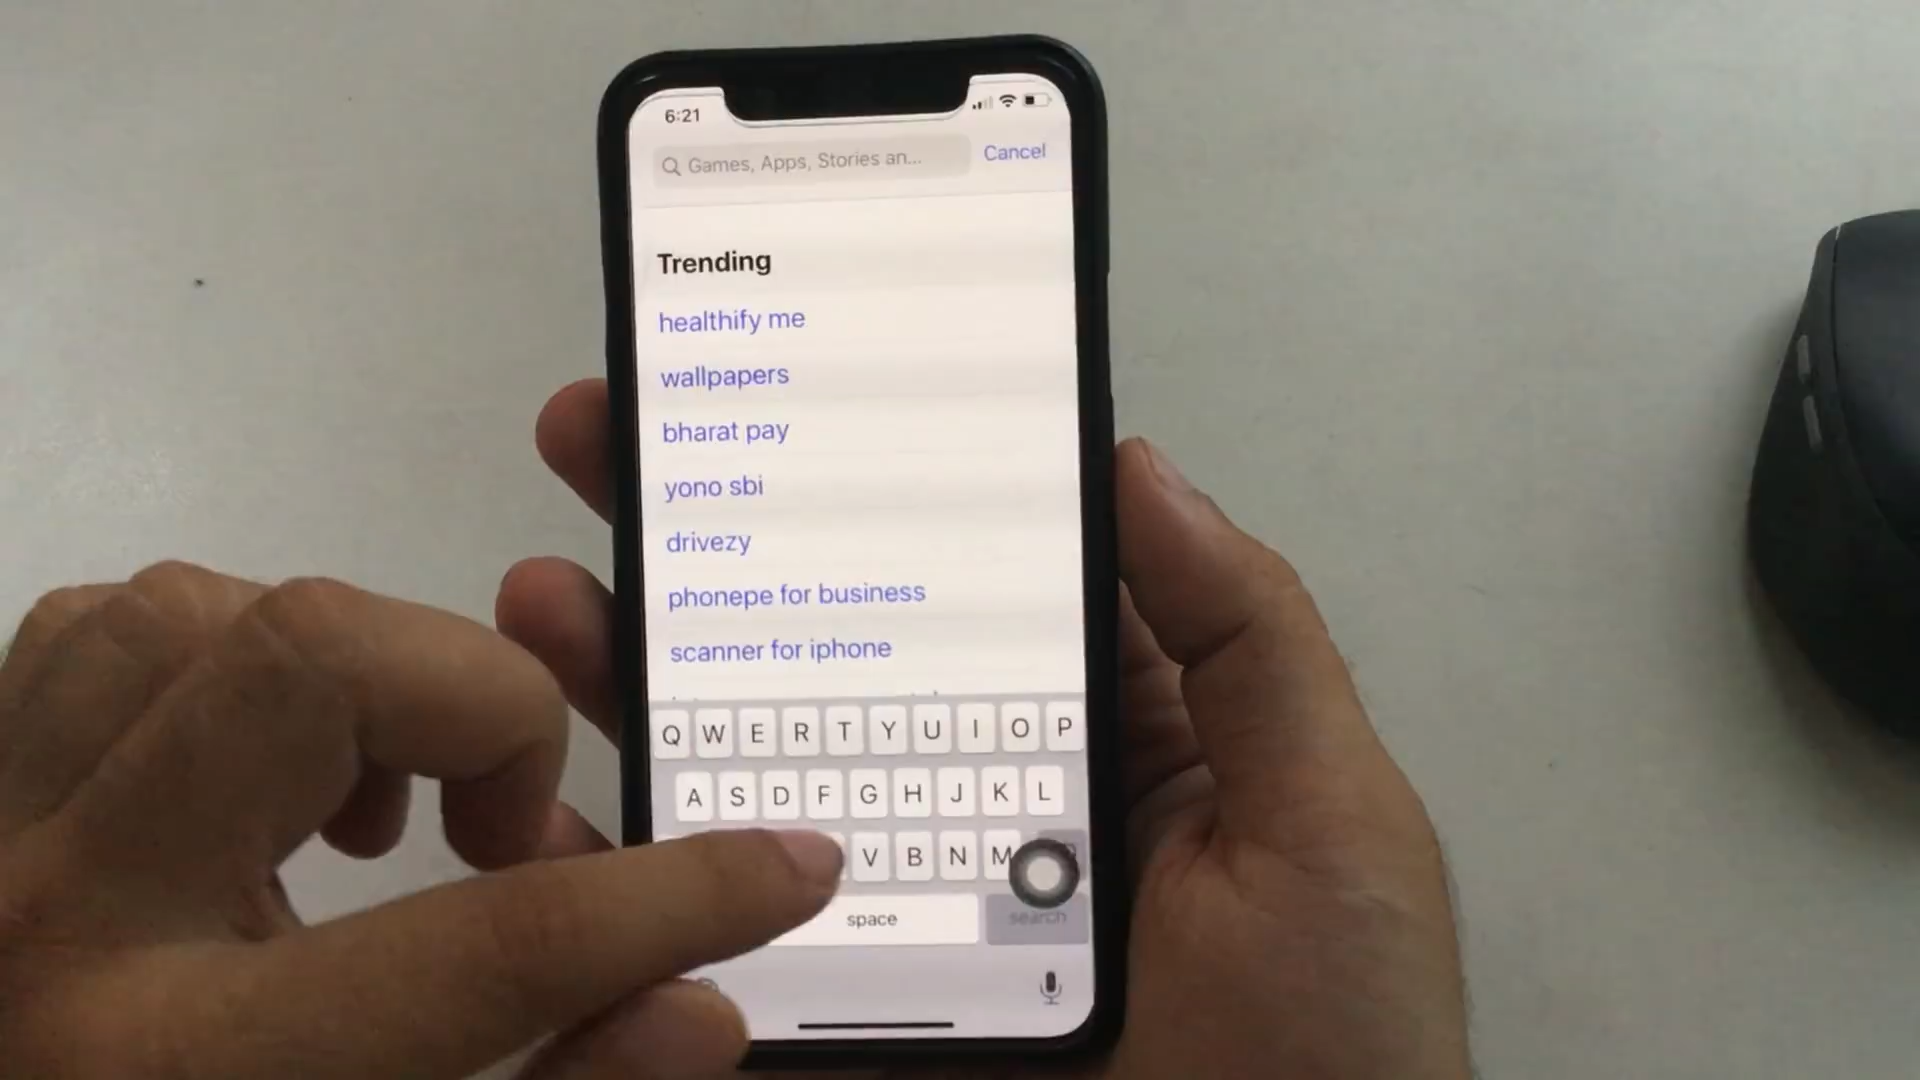 6:21
Games, Apps, Stories an...
Cancel
Trending
healthify me
wallpapers
bharat pay
yono sbi
drivezy
phonepe for business
scanner for iphone
Q W E R T Y U I O P
A S D F G H J K L
V B N M
space
search